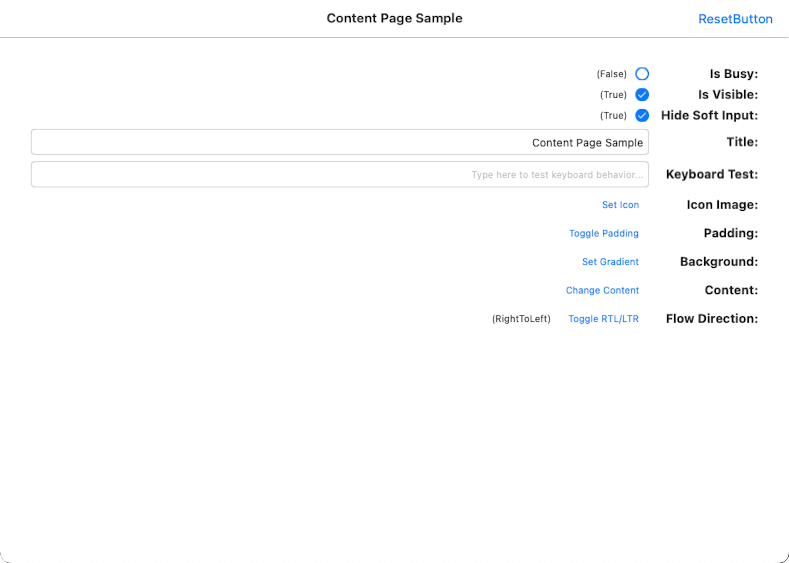 Content Page Sample
ResetButton
Is Busy: (False)
Is Visible: (True)
Hide Soft Input: (True)
Title: Content Page Sample
Keyboard Test: Type here to test keyboard behavior...
Icon Image: Set Icon
Padding: Toggle Padding
Background: Set Gradient
Content: Change Content
Flow Direction: Toggle RTL/LTR (RightToLeft)